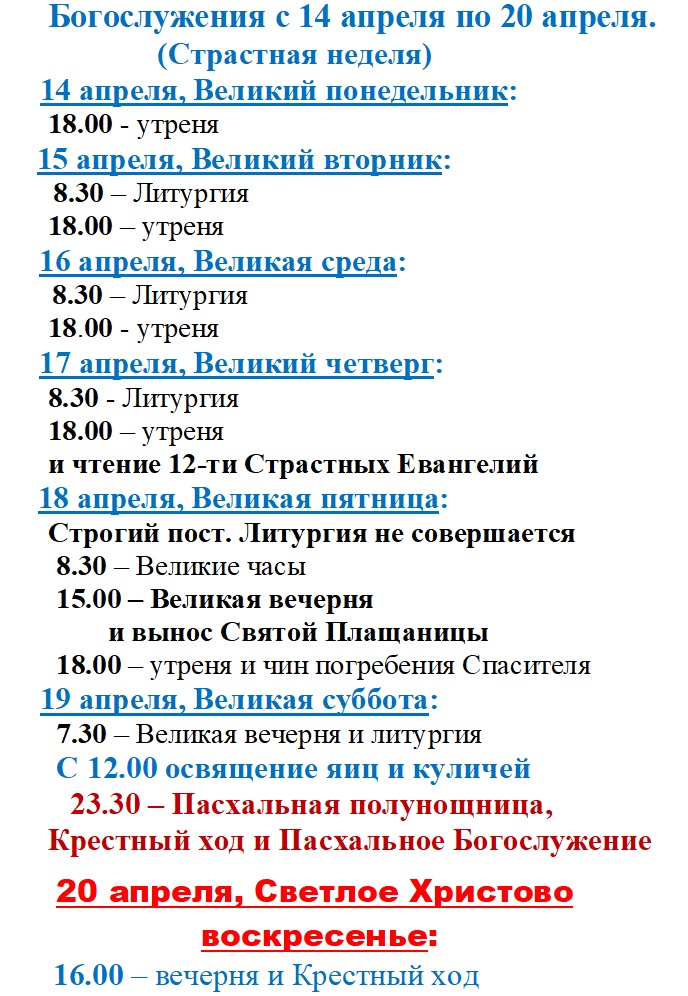 Богослужения с 14 апреля по 20 апреля.
(Страстная неделя)
14 апреля, Великий понедельник:
18.00 - утреня
15 апреля, Великий вторник:
8.30 – Литургия
18.00 – утреня
16 апреля, Великая среда:
8.30 – Литургия
18.00 - утреня
17 апреля, Великий четверг:
8.30 - Литургия
18.00 – утреня
и чтение 12-ти Страстных Евангелий
18 апреля, Великая пятница:
Строгий пост. Литургия не совершается
8.30 – Великие часы
15.00 – Великая вечерня
и вынос Святой Плащаницы
18.00 – утреня и чин погребения Спасителя
19 апреля, Великая суббота:
7.30 – Великая вечерня и литургия
С 12.00 освящение яиц и куличей
23.30 – Пасхальная полунощница,
Крестный ход и Пасхальное Богослужение
20 апреля, Светлое Христово
воскресенье:
16.00 – вечерня и Крестный ход